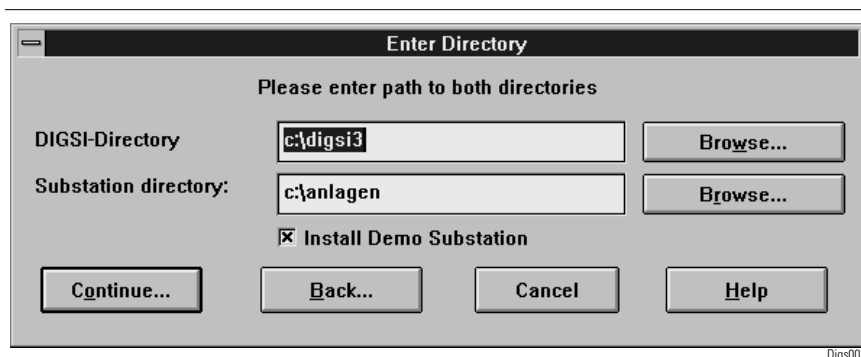 Enter Directory
Please enter path to both directories
DIGSI-Directory c:\digsi3 Browse...
Substation directory: c:\anlagen Browse...
Install Demo Substation
Continue... Back... Cancel Help